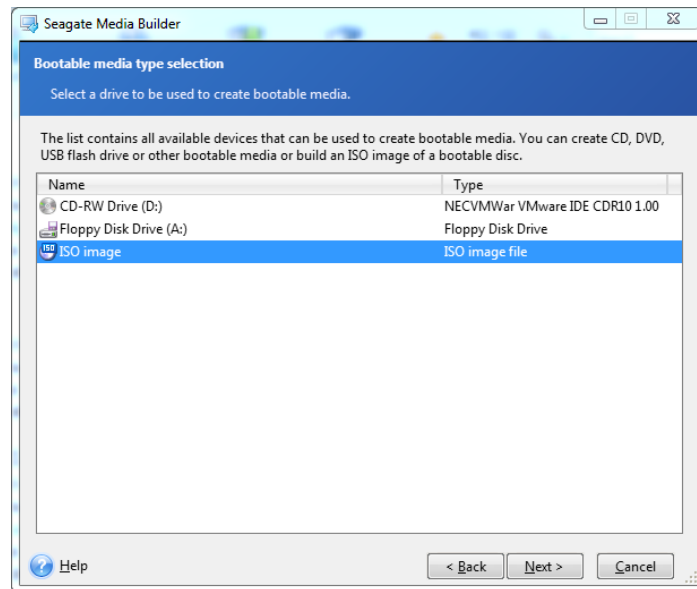 Seagate Media Builder
Bootable media type selection
Select a drive to be used to create bootable media.
The list contains all available devices that can be used to create bootable media. You can create CD, DVD,
USB flash drive or other bootable media or build an ISO image of a bootable disc.
Name Type
CD-RW Drive (D:) NECVMWar VMware IDE CDR10 1.00
Floppy Disk Drive (A:) Floppy Disk Drive
ISO ISO image ISO image file
Help < Back Next > Cancel